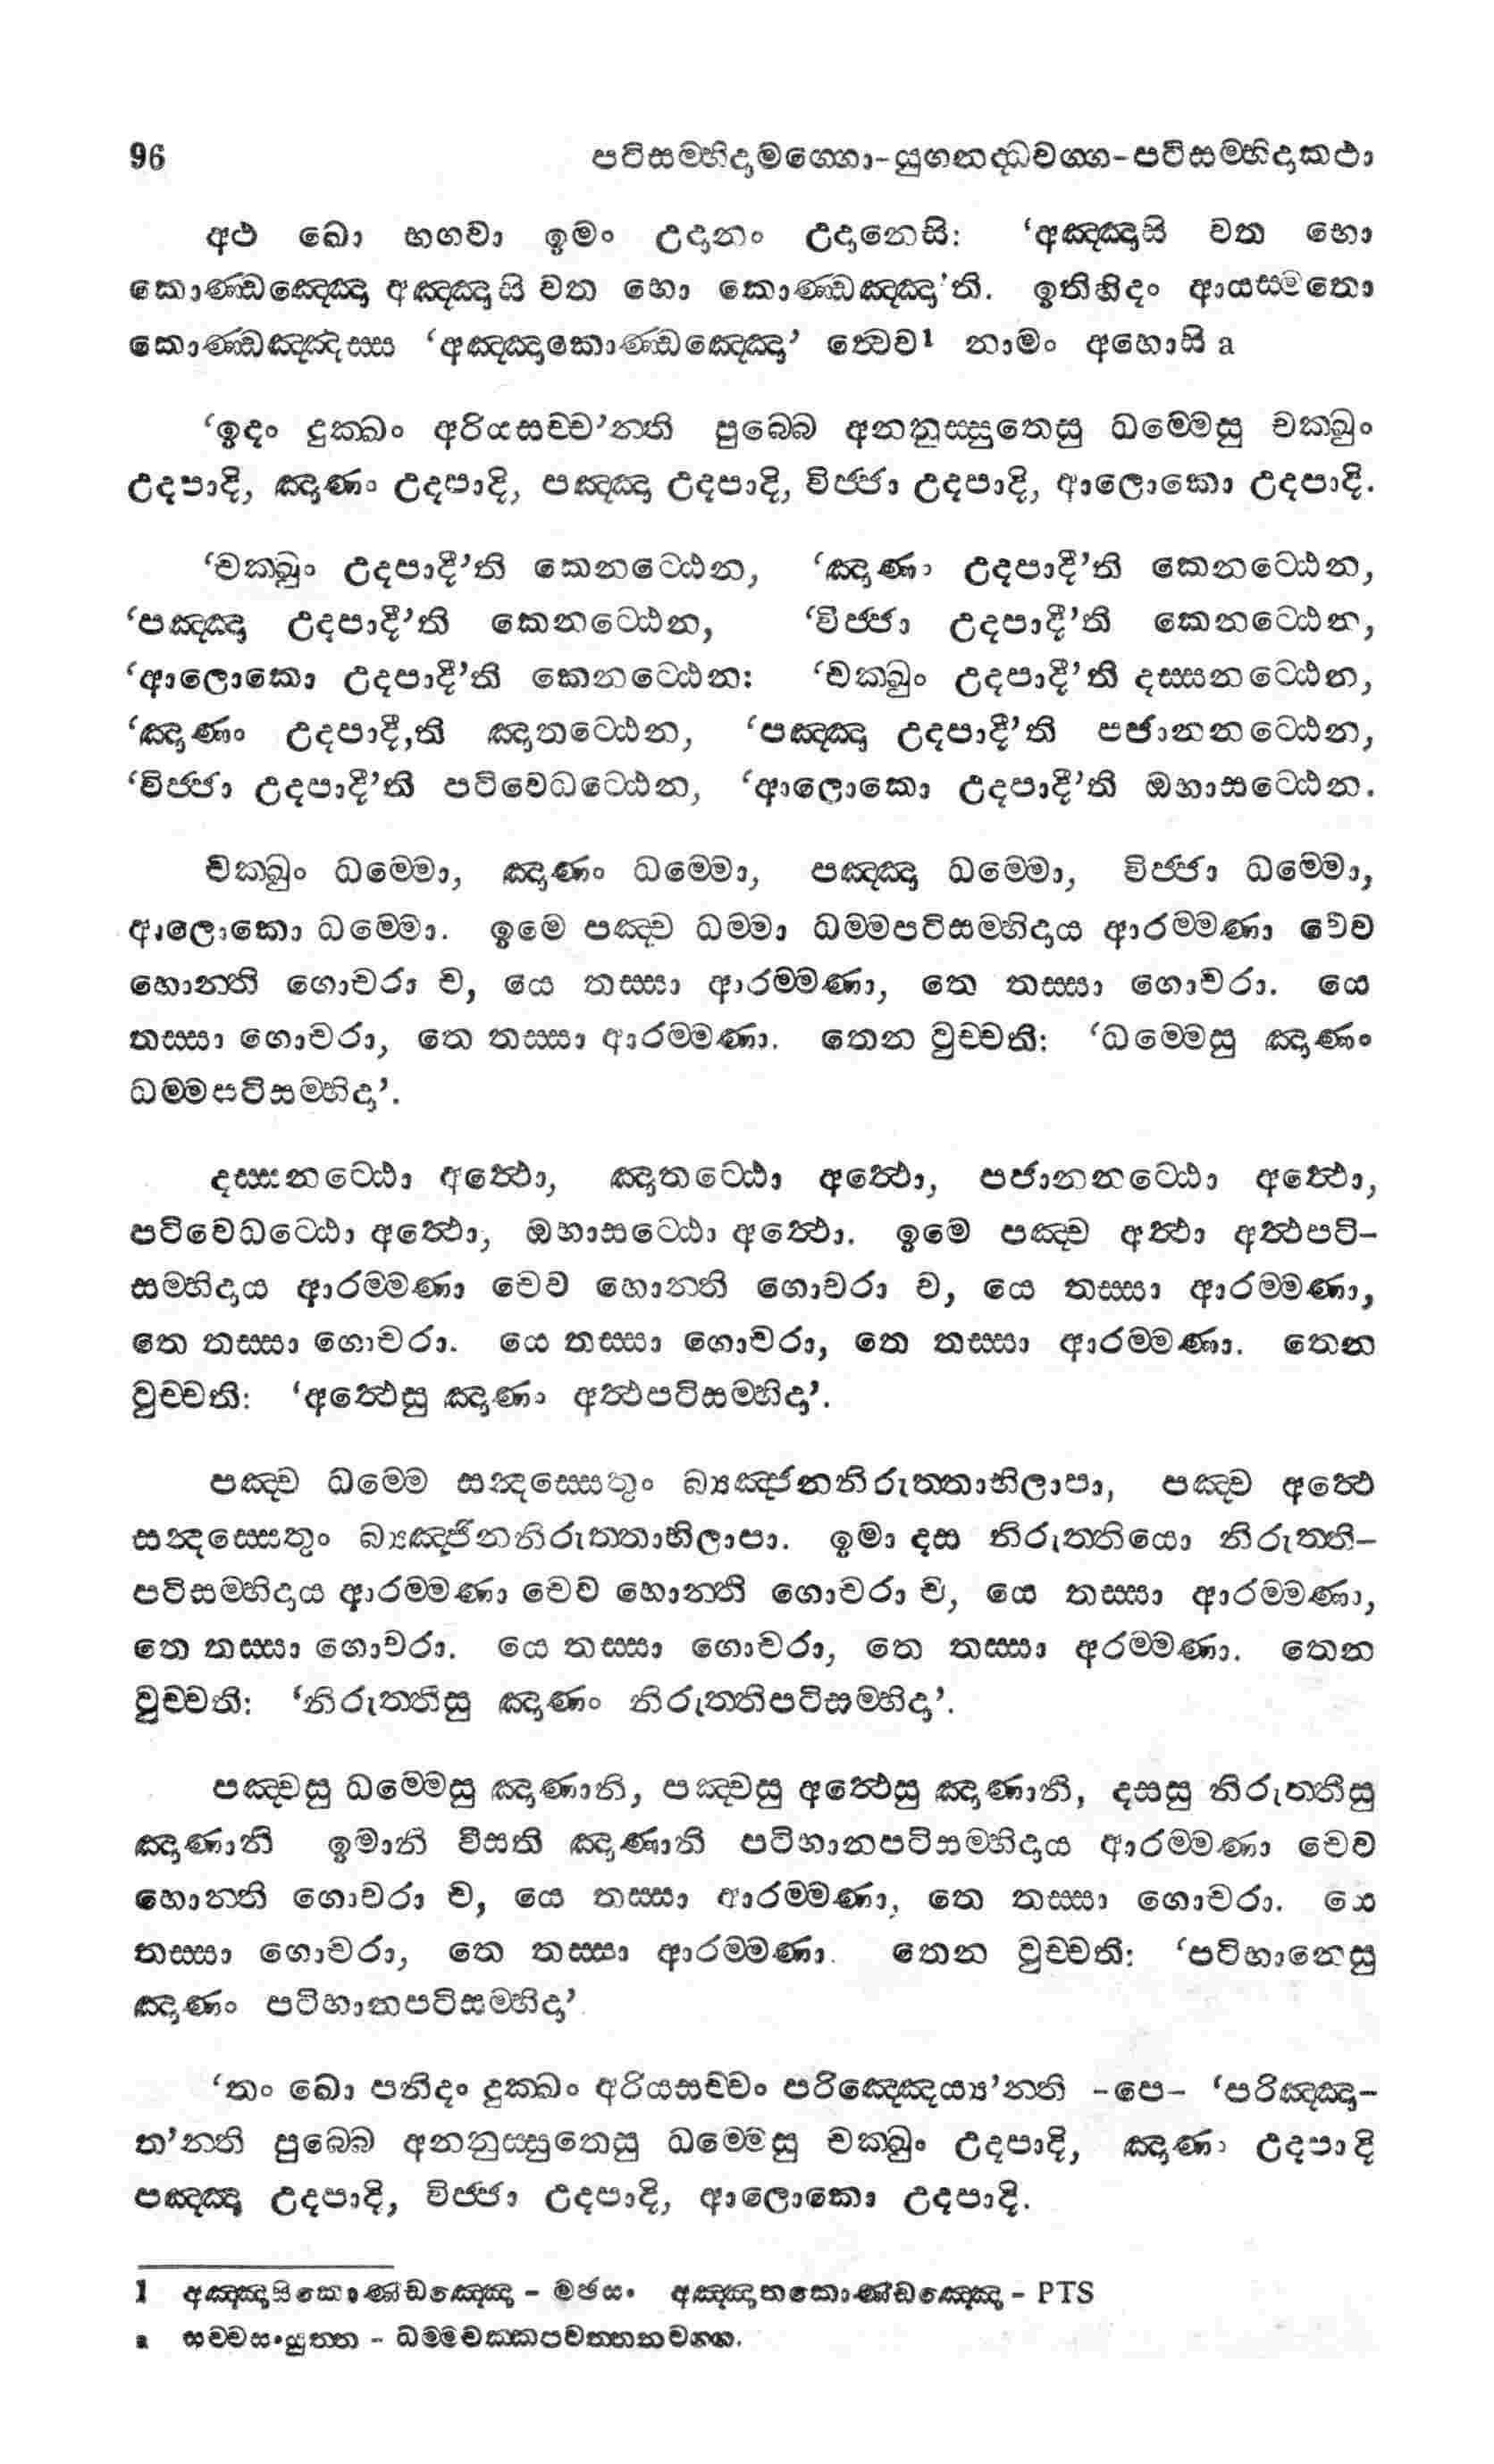 96 පටිසම්භිදාමග්ගො-යුගනද්ධවග්ග-පටිසම්භිදාකථා
අථ ඛො භගවා ඉමං උදානං උදානෙසි: ‘අඤ්ඤාසි වත භො
කොණ්ඩඤ්ඤො අඤ්ඤාසි වත භො කොණ්ඩඤ්ඤා’ති. ඉතිහිදං ආයස්මතො
කොණ්ඩඤ්ඤස්ස ‘අඤ්ඤාකොණ්ඩඤ්ඤො’ ත්වෙව1 නාමං අහොසි a
‘ඉදං දුක්ඛං අරියසච්ච’න්ති පුබ්බෙ අනනුස්සුතෙසු ධම්මෙසු චක්ඛුං
උදපාදි, ඤාණං උදපාදි, පඤ්ඤා උදපාදි, විජ්ජා උදපාදි, ආලොකො උදපාදි.
‘චක්ඛුං උදපාදී’ති කෙනට්ඨෙන, ‘ඤාණං උදපාදී’ති කෙනට්ඨෙන,
‘පඤ්ඤා උදපාදී’ති කෙනට්ඨෙන, ‘විජ්ජා උදපාදී’ති කෙනට්ඨෙන,
‘ආලොකො උදපාදී’ති කෙනට්ඨෙන: ‘චක්ඛුං උදපාදී’ති දස්සනට්ඨෙන,
‘ඤාණං උදපාදී,ති ඤාතට්ඨෙන, ‘පඤ්ඤා උදපාදී’ති පජානනට්ඨෙන,
‘විජ්ජා උදපාදී’ති පටිවෙධට්ඨෙන, ‘ආලොකො උදපාදී’ති ඔභාසට්ඨෙන.
චක්ඛුං ධම්මො, ඤාණං ධම්මො, පඤ්ඤා ධම්මො, විජ්ජා ධම්මො,
ආලොකො ධම්මො. ඉමෙ පඤ්ච ධම්මා ධම්මපටිසම්භිදාය ආරම්මණා චෙව
හොන්ති ගොචරා ච, යෙ තස්සා ආරම්මණා, තෙ තස්සා ගොචරා. යෙ
තස්සා ගොචරා, තෙ තස්සා ආරම්මණා. තෙන වුච්චති: ‘ධම්මෙසු ඤාණං
ධම්මපටිසම්භිදා’.
දස්සනට්ඨො අත්ථො, ඤාතට්ඨො අත්ථො, පජානනට්ඨො අත්ථො,
පටිවෙධට්ඨො අත්ථො, ඔභාසට්ඨො අත්ථො. ඉමෙ පඤ්ච අත්ථා අත්ථපටි-
සම්භිදාය ආරම්මණා චෙව හොන්ති ගොචරා ච, යෙ තස්සා ආරම්මණා,
තෙ තස්සා ගොචරා. යෙ තස්සා ගොචරා, තෙ තස්සා ආරම්මණා. තෙන
වුච්චති: ‘අත්ථෙසු ඤාණං අත්ථපටිසම්භිදා’.
පඤ්ච ධම්මෙ සන්දස්සෙතුං බ්‍යඤ්ජනනිරුත්තාභිලාපා, පඤ්ච අත්ථෙ
සන්දස්සෙතුං බ්‍යඤ්ජනනිරුත්තාභිලාපා. ඉමා දස නිරුත්තියො නිරුත්ති-
පටිසම්භිදාය ආරම්මණා චෙව හොන්ති ගොචරා ච, යෙ තස්සා ආරම්මණා,
තෙ තස්සා ගොචරා. යෙ තස්සා ගොචරා, තෙ තස්සා අරම්මණා. තෙන
වුච්චති: ‘නිරුත්තීසු ඤාණං නිරුත්තිපටිසම්භිදා’.
පඤ්චසු ධම්මෙසු ඤාණානි, පඤ්චසු අත්ථෙසු ඤාණානි, දසසු නිරුත්තීසු
ඤාණානි ඉමානි වීසති ඤාණානි පටිභානපටිසම්භිදාය ආරම්මණා චෙව
හොන්ති ගොචරා ච, යෙ තස්සා ආරම්මණා, තෙ තස්සා ගොචරා. යෙ
තස්සා ගොචරා, තෙ තස්සා ආරම්මණා. තෙන වුච්චති: ‘පටිභානෙසු
ඤාණං පටිභානපටිසම්භිදා’.
‘තං ඛො පනිදං දුක්ඛං අරියසච්චං පරිඤ්ඤෙය්‍ය’න්ති -පෙ- ‘පරිඤ්ඤා-
ත’න්ති පුබ්බෙ අනනුස්සුතෙසු ධම්මෙසු චක්ඛුං උදපාදි, ඤාණං උදපාදි
පඤ්ඤා උදපාදි, විජ්ජා උදපාදි, ආලොකො උදපාදි.
1 අඤ්ඤාසිකොණ්ඩඤ්ඤො - මඡසං අඤ්ඤාතකොණ්ඩඤ්ඤො - PTS
a සච්චසංයුත්ත - ධම්මචක්කප්පවත්තනවග්ග.